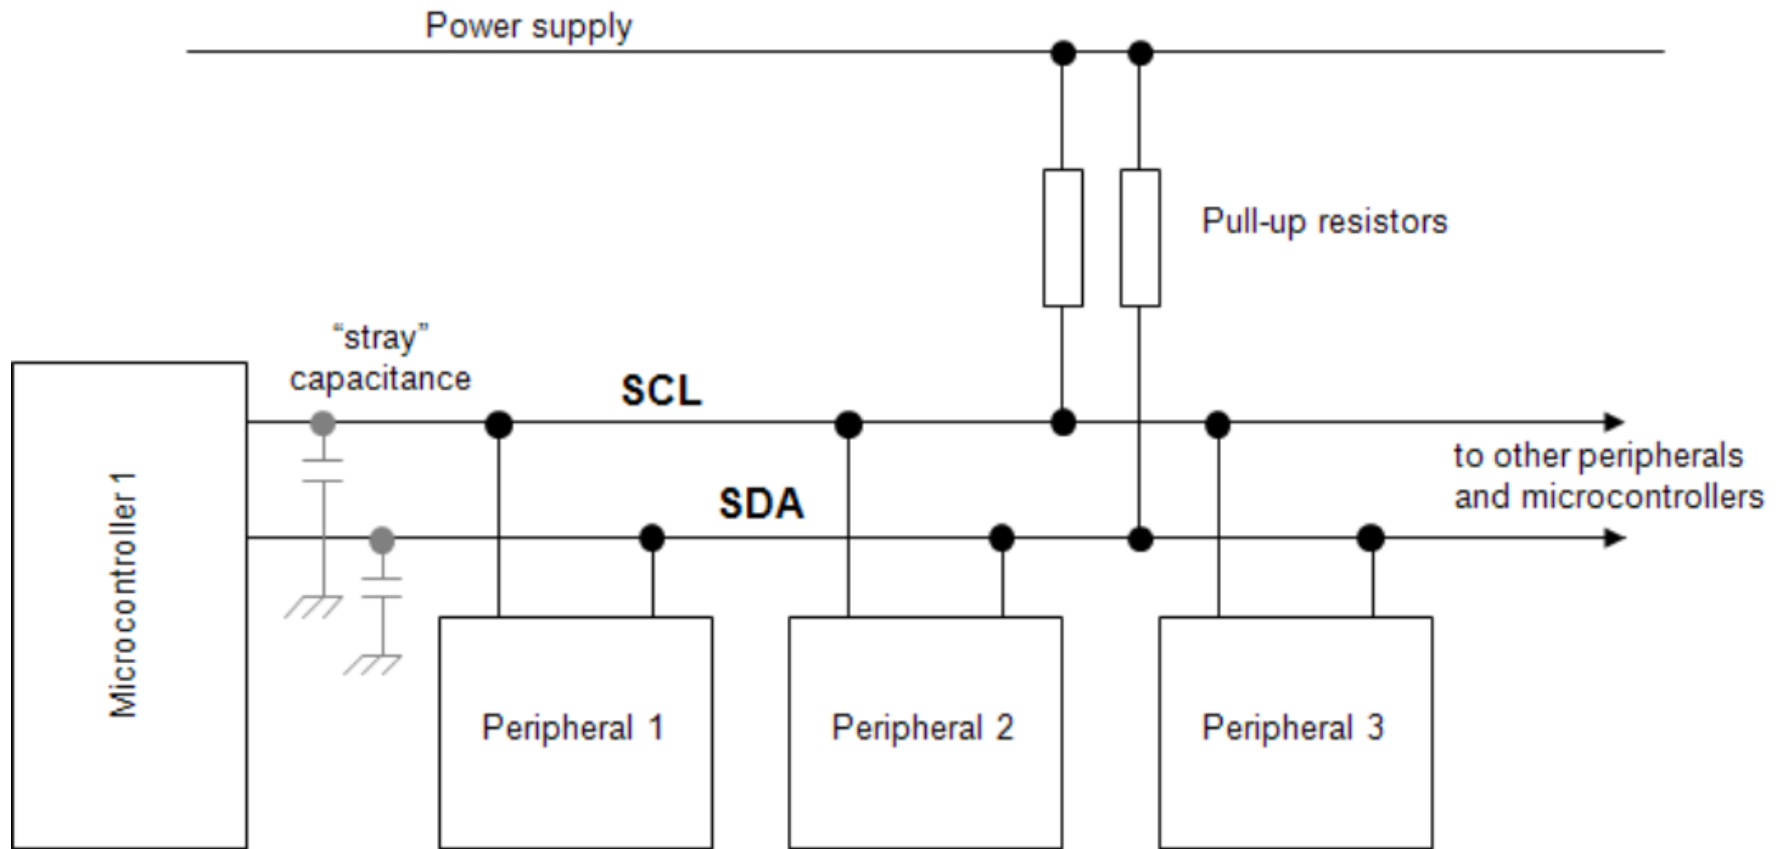 Power supply
Pull-up resistors
“stray”
capacitance
SCL
to other peripherals
and microcontrollers
SDA
Microcontroller 1
Peripheral 1
Peripheral 2
Peripheral 3